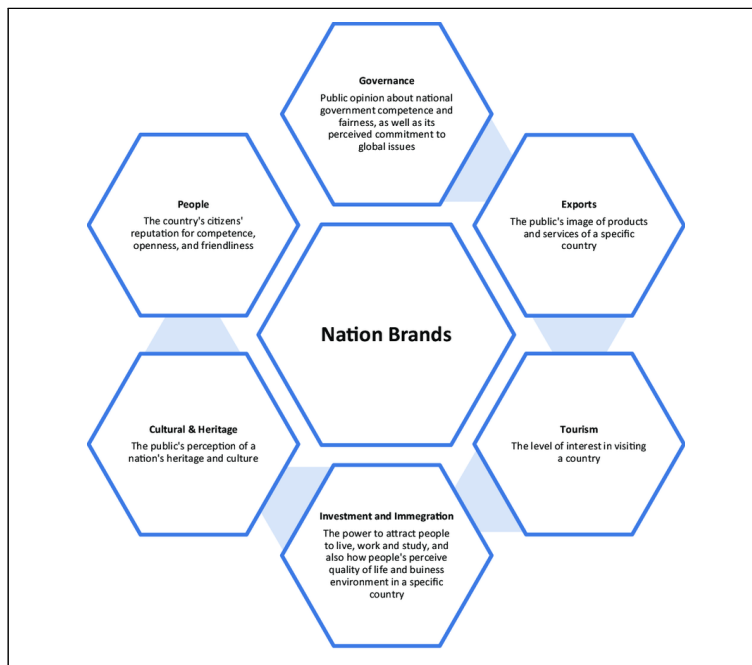 Governance
Public opinion about national
government competence and
fairness, as well as its
perceived commitment to
global issues
People
The country's citizens'
reputation for competence,
openness, and friendliness
Exports
The public's image of products
and services of a specific
country
Nation Brands
Cultural & Heritage
The public's perception of a
nation's heritage and culture
Tourism
The level of interest in visiting
a country
Investment and Immegration
The power to attract people
to live, work and study, and
also how people's perceive
quality of life and buiness
environment in a specific
country